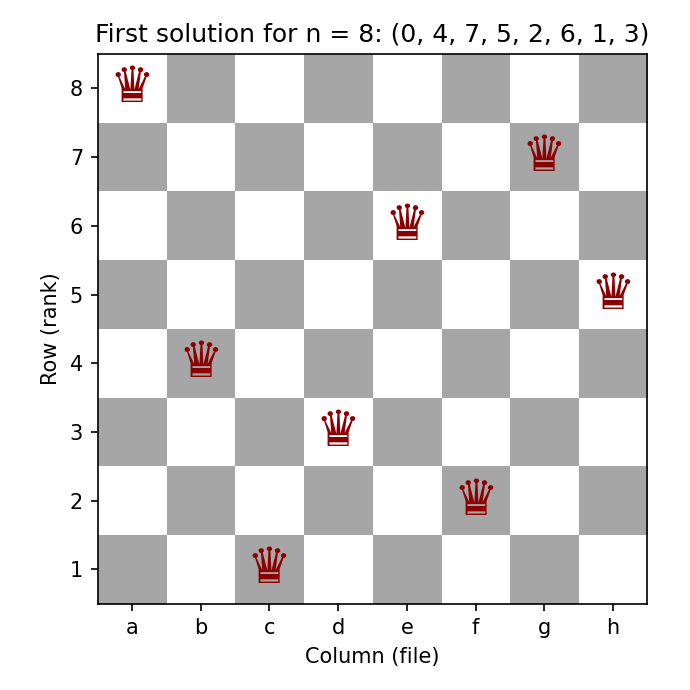 First solution for n = 8: (0, 4, 7, 5, 2, 6, 1, 3)
8
7
6
5
4
3
2
1
Row (rank)
a b c d e f g h
Column (file)